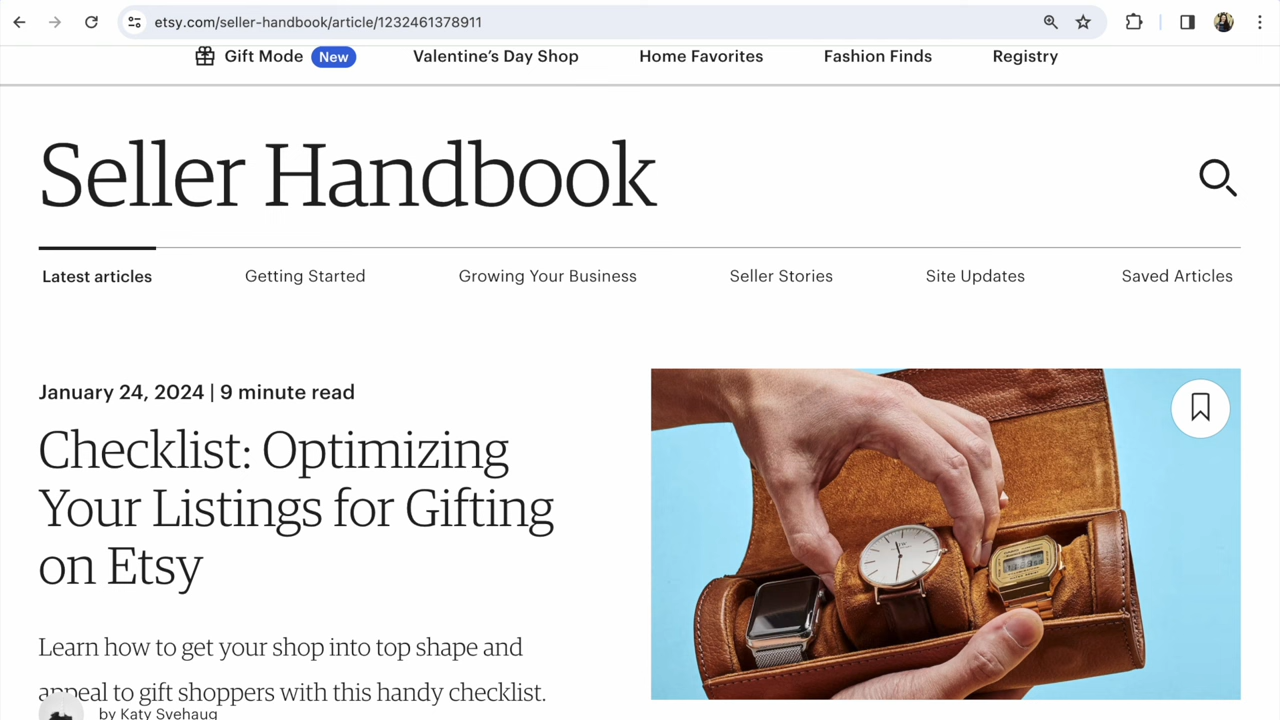 etsy.com/seller-handbook/article/1232461378911
Gift Mode New Valentine's Day Shop Home Favorites Fashion Finds Registry
Seller Handbook
Latest articles Getting Started Growing Your Business Seller Stories Site Updates Saved Articles
January 24, 2024 | 9 minute read
Checklist: Optimizing
Your Listings for Gifting
on Etsy
Learn how to get your shop into top shape and
appeal to gift shoppers with this handy checklist.
by Katy Svehaug